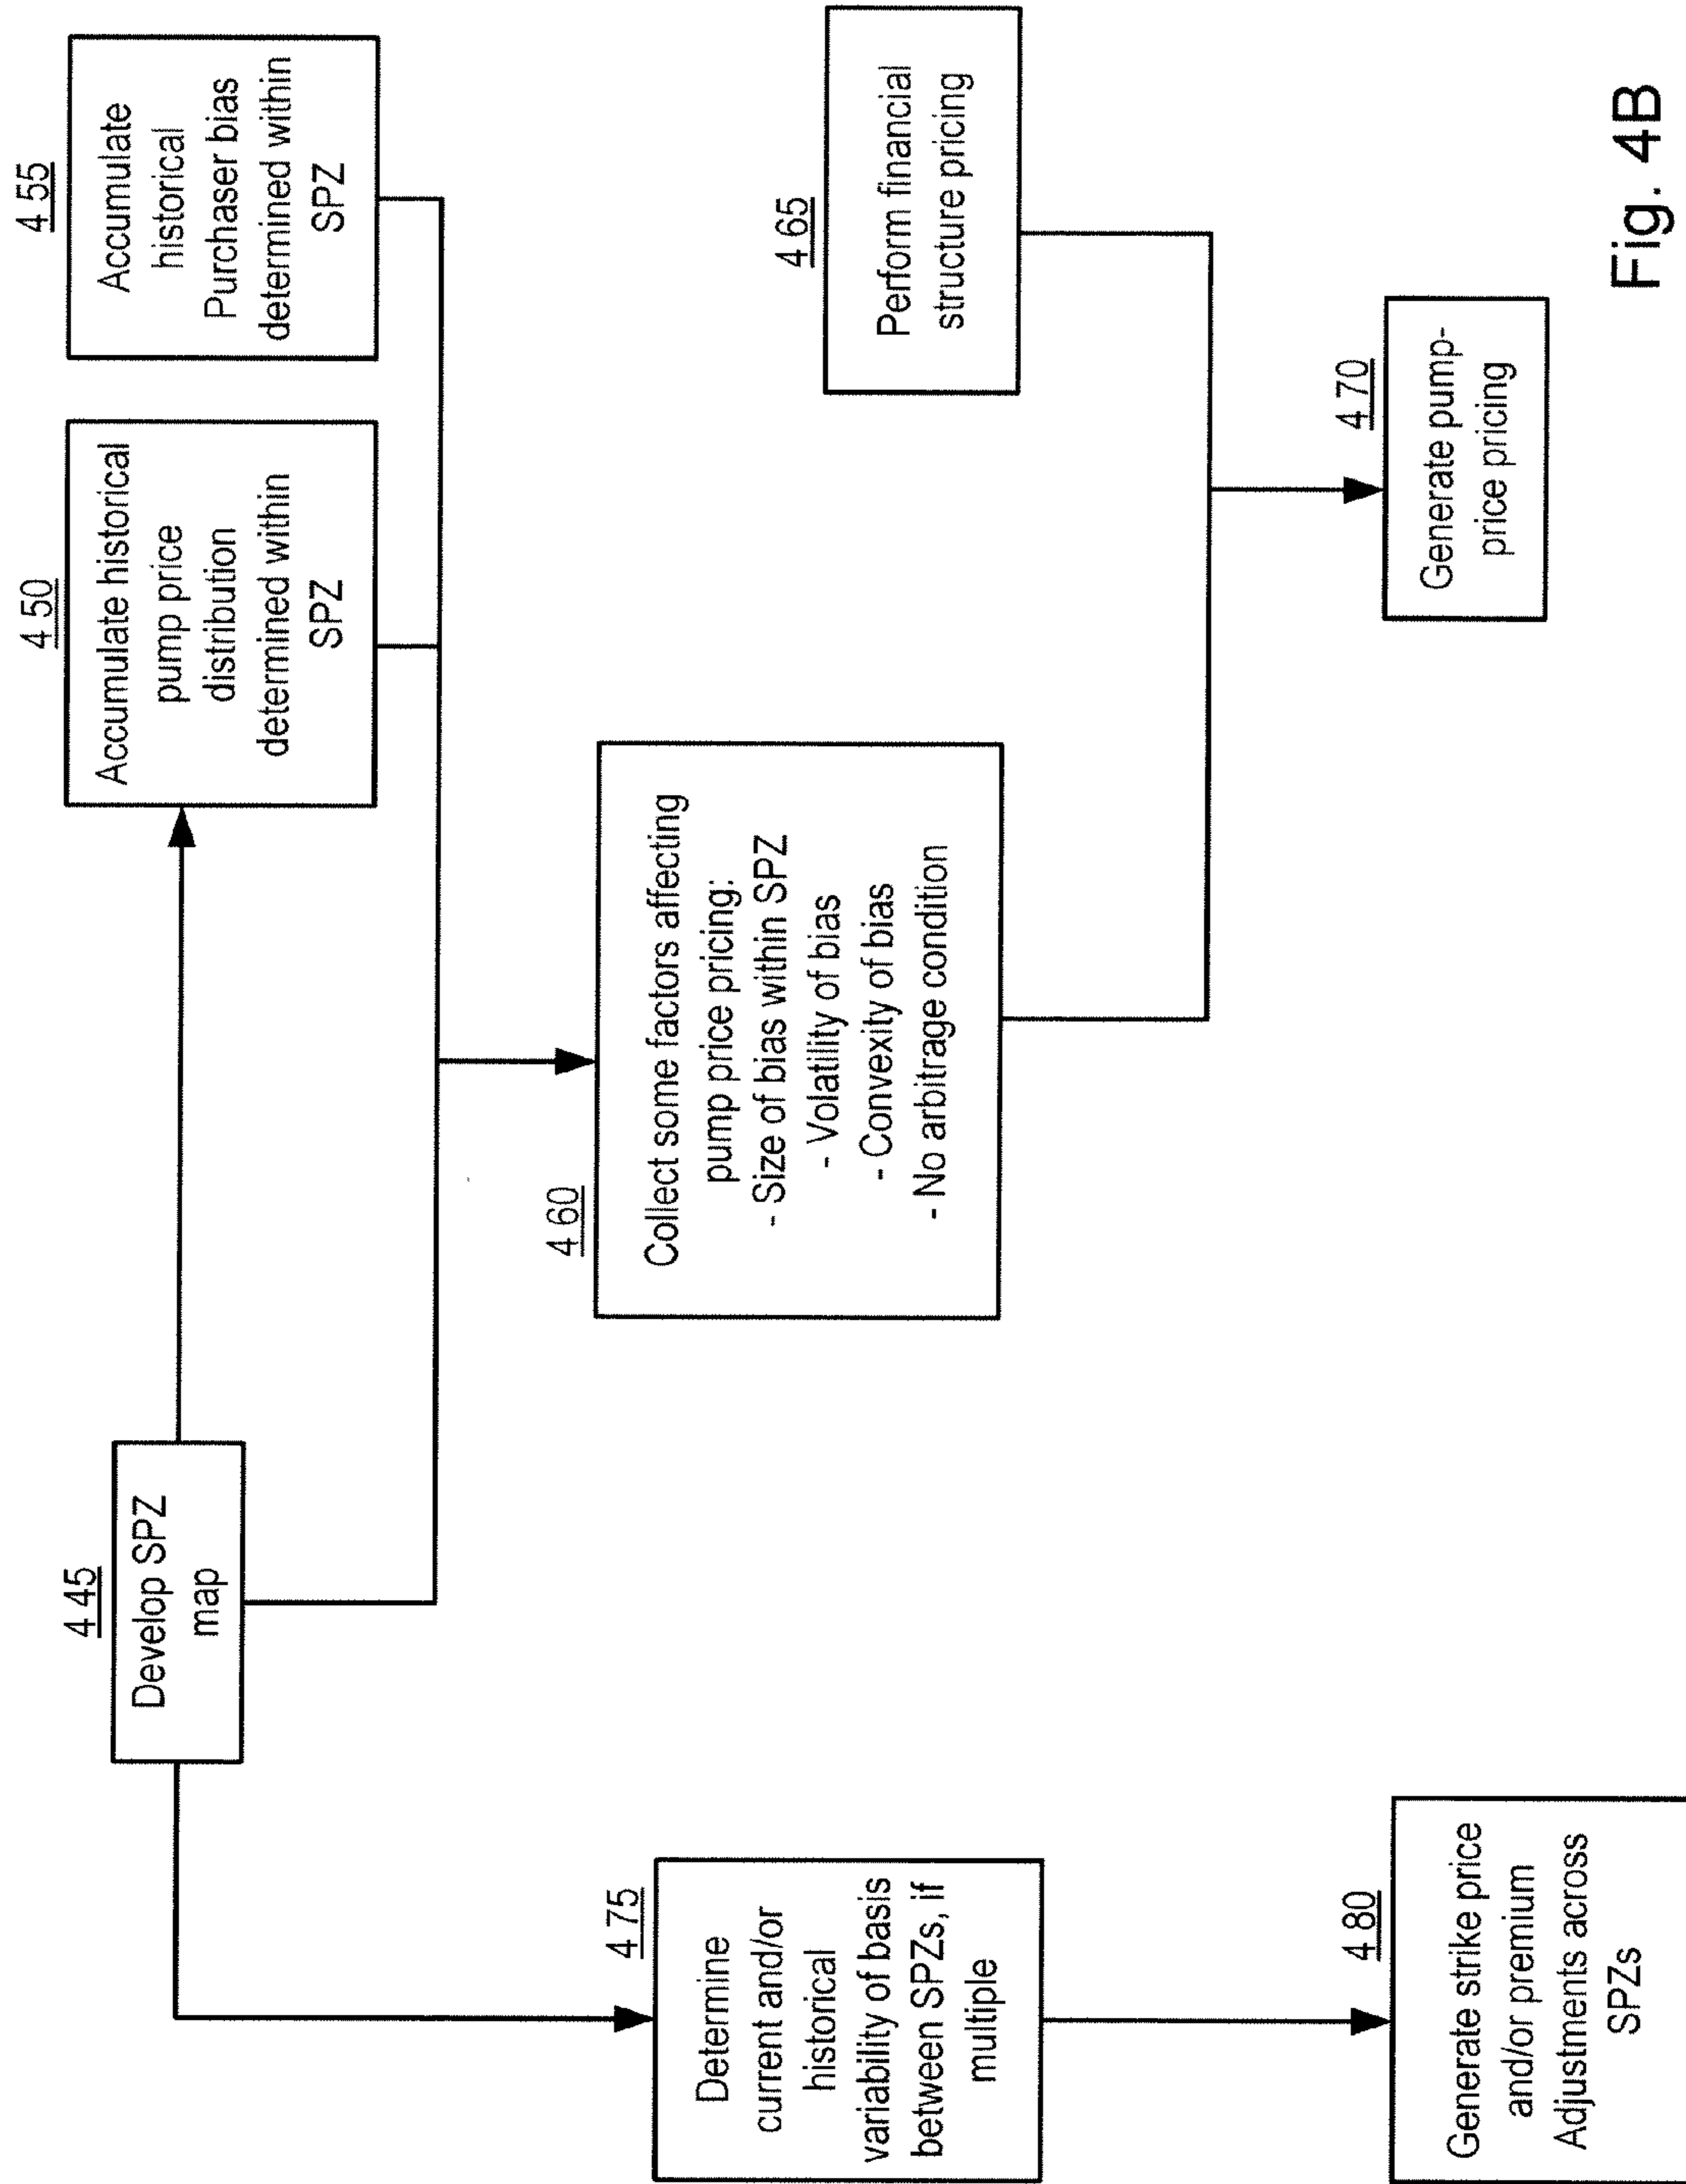 4 45
Develop SPZ
map
4 50
Accumulate historical
pump price
distribution
determined within
SPZ
4 55
Accumulate
historical
Purchaser bias
determined within
SPZ
4 60
Collect some factors affecting
pump price pricing:
- Size of bias within SPZ
- Volatility of bias
- Convexity of bias
- No arbitrage condition
4 65
Perform financial
structure pricing
4 70
Generate pump-
price pricing
4 75
Determine
current and/or
historical
variability of basis
between SPZs, if
multiple
4 80
Generate strike price
and/or premium
Adjustments across
SPZs
Fig. 4B